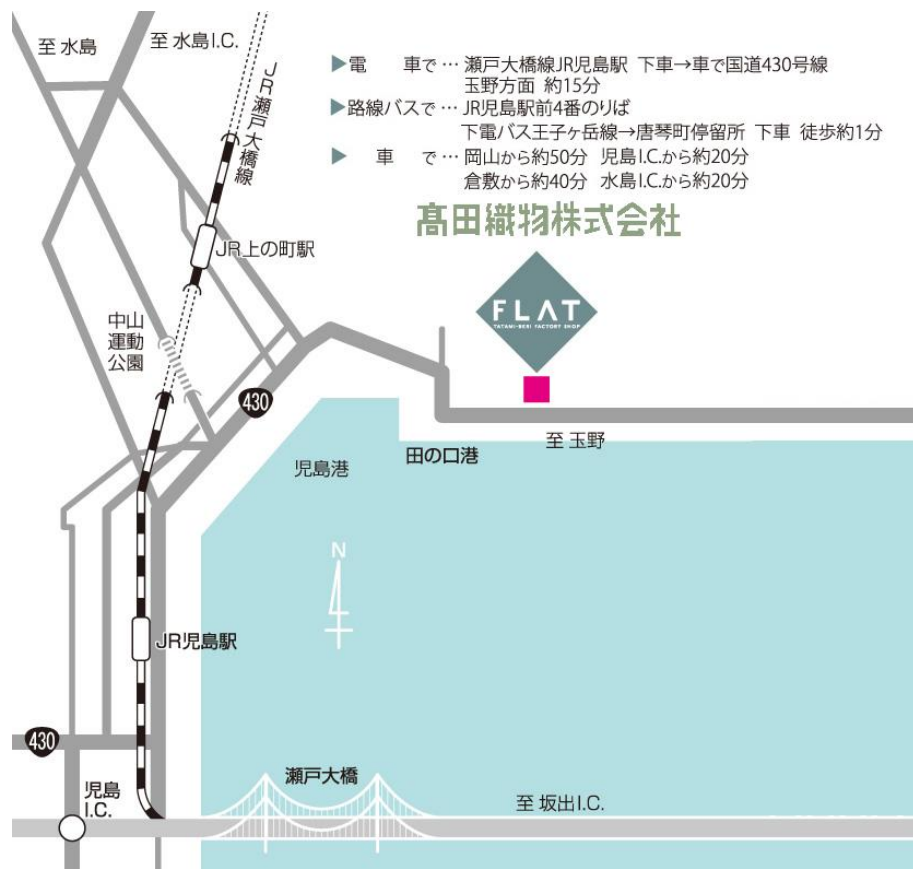 至 水島
至 水島I.C.
JR瀬戸大橋線
▶電　車で… 瀬戸大橋線JR児島駅 下車→車で国道430号線
玉野方面 約15分
▶路線バスで… JR児島駅前4番のりば
下電バス王子ヶ岳線→唐琴町停留所 下車 徒歩約1分
▶　車　で… 岡山から約50分 児島I.C.から約20分
倉敷から約40分 水島I.C.から約20分
髙田織物株式会社
JR上の町駅
FLAT
TATAMI-BERI FACTORY SHOP
中山
運動
公園
430
至 玉野
田の口港
児島港
N
JR児島駅
430
瀬戸大橋
児島
I.C.
至 坂出I.C.